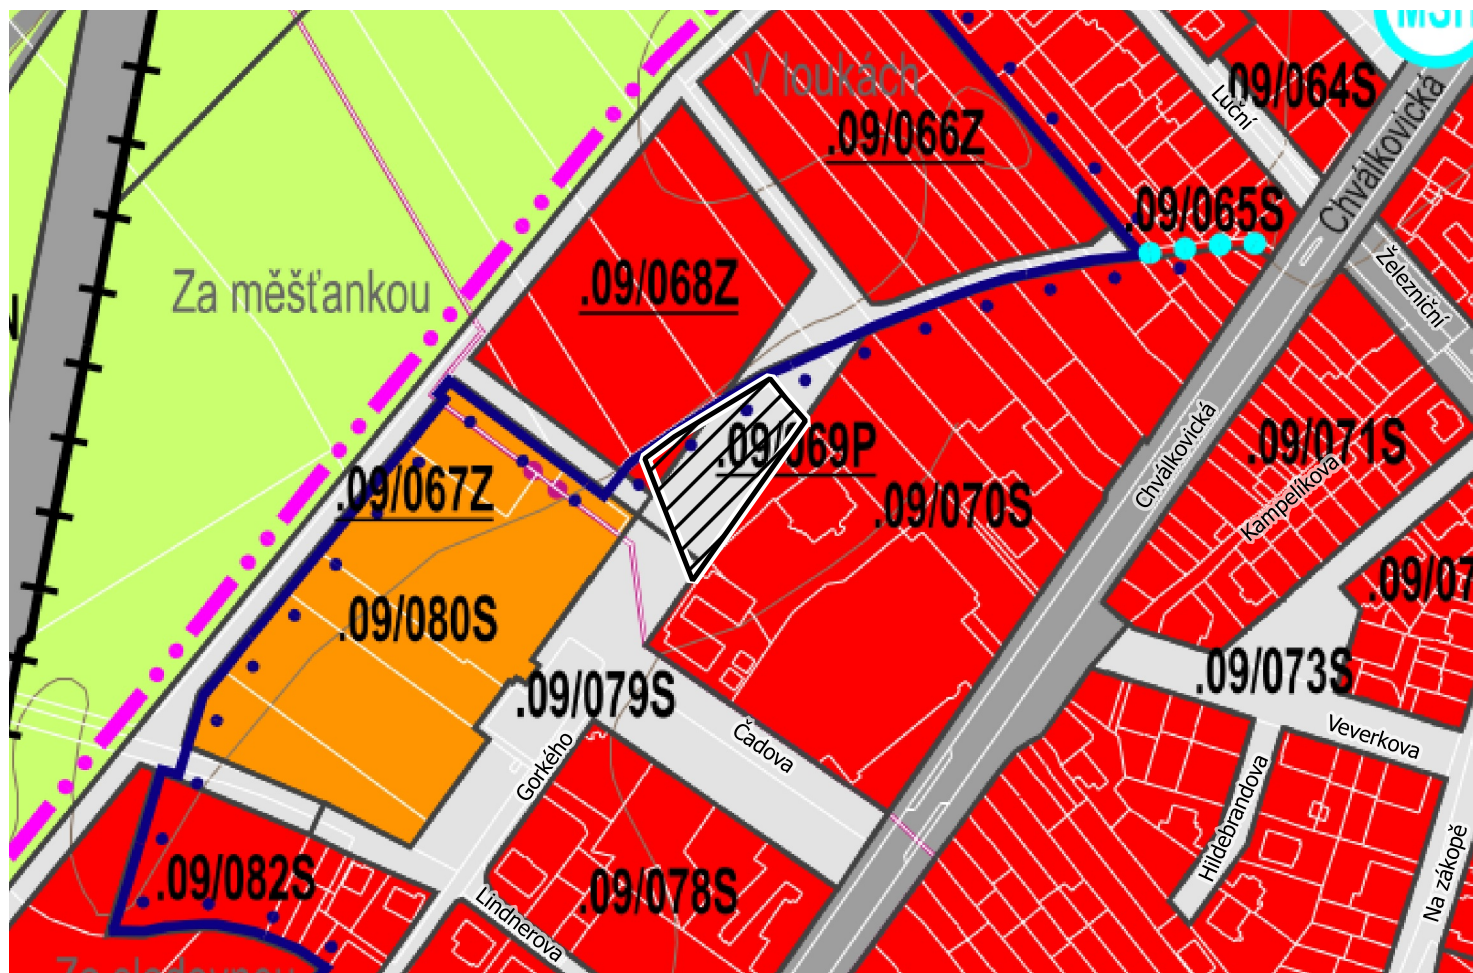 V loukách
.09/064S
Luční
Chválkovická
.09/066Z
.09/065S
Železniční
Za měšťankou
.09/068Z
.09/069P
.09/071S
Kampelíkova
Chválkovická
.09/067Z
.09/070S
.09/080S
.09/07
.09/079S
.09/073S
Čadova
Veverkova
Gorkého
Hildebrandova
.09/082S
.09/078S
Na zákopě
Lindnerova